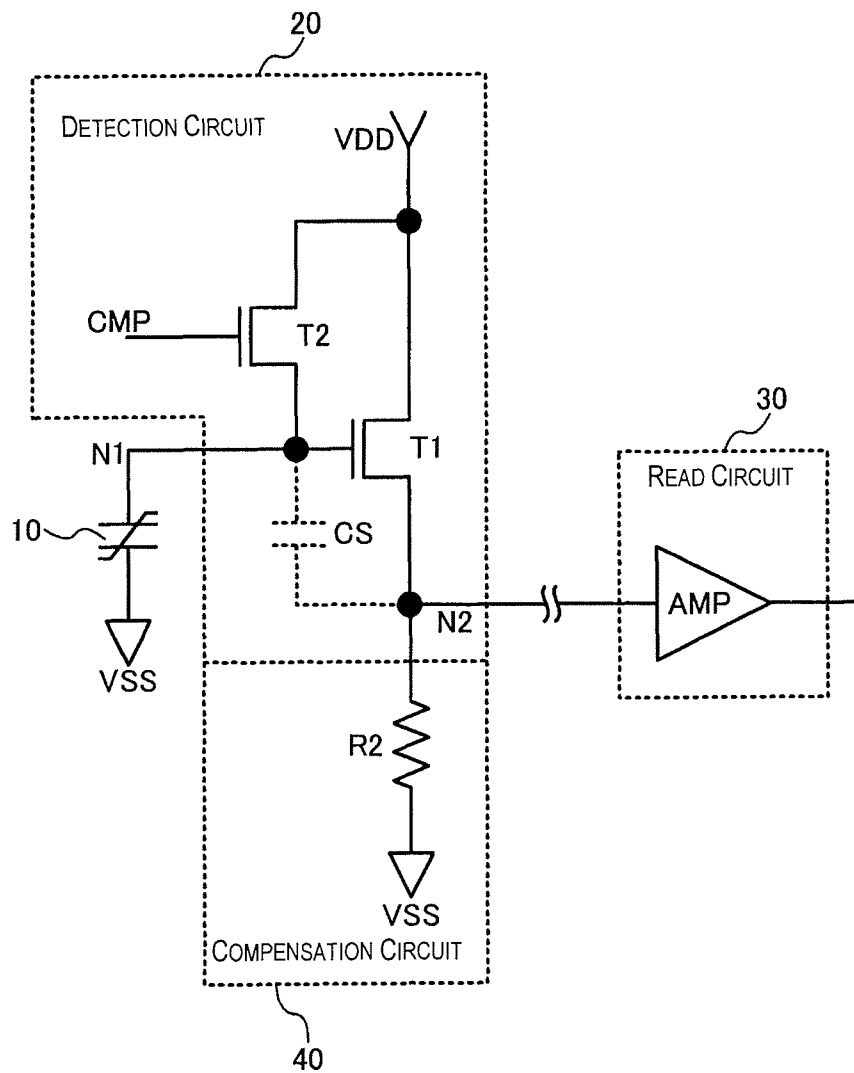 20
DETECTION CIRCUIT
VDD
CMP
T2
T1
N1
30
READ CIRCUIT
10
CS
AMP
N2
VSS
R2
VSS
COMPENSATION CIRCUIT
40